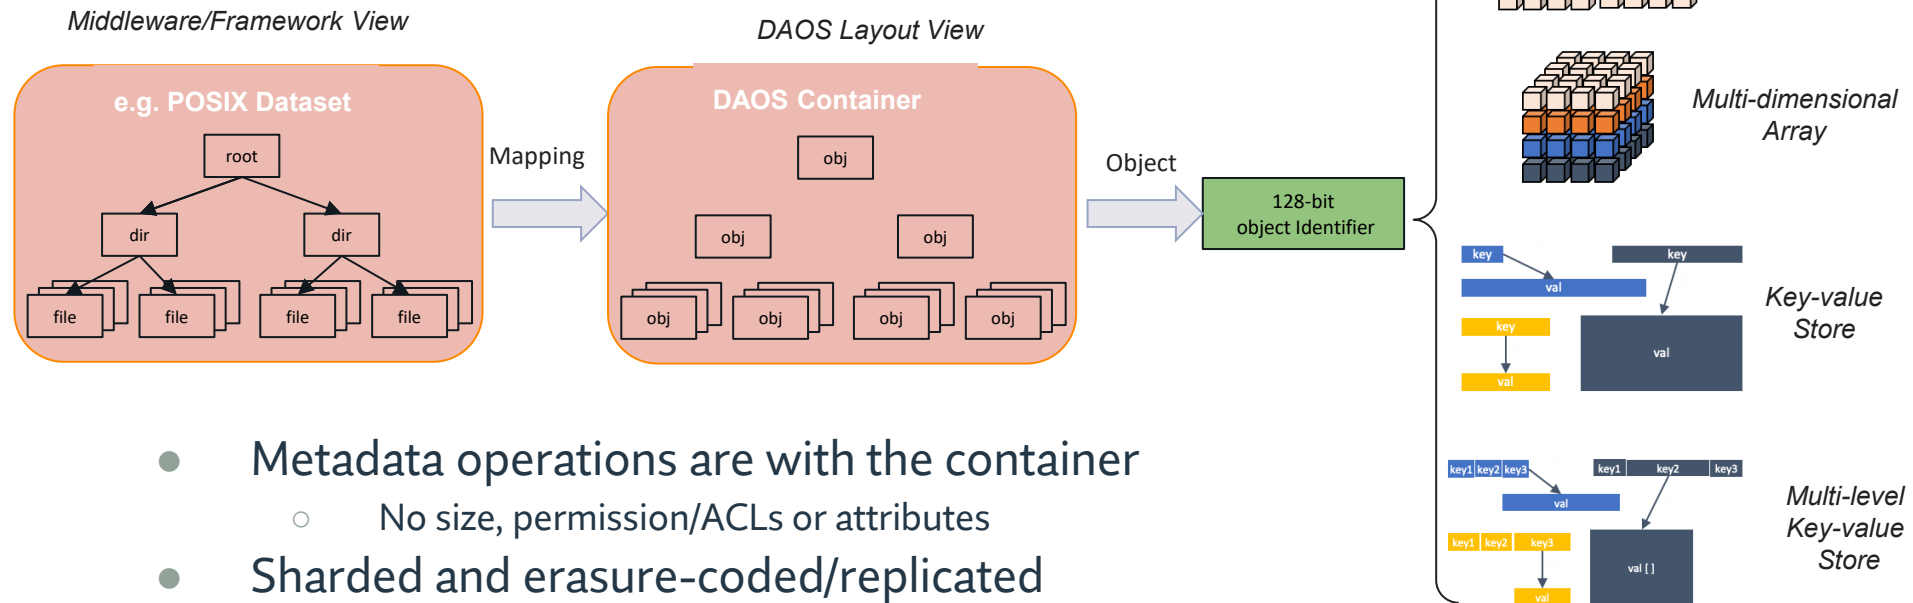 Middleware/Framework View
DAOS Layout View
e.g. POSIX Dataset
root
dir
dir
file
file
file
file
Mapping
DAOS Container
obj
obj
obj
obj
obj
obj
obj
Object
128-bit
object Identifier
Multi-dimensional
Array
key
key
val
key
val
val
Key-value
Store
key1 key2 key3
key1 key2 key3
val
key1 key2 key3
val [ ]
val
Multi-level
Key-value
Store
Metadata operations are with the container
No size, permission/ACLs or attributes
Sharded and erasure-coded/replicated